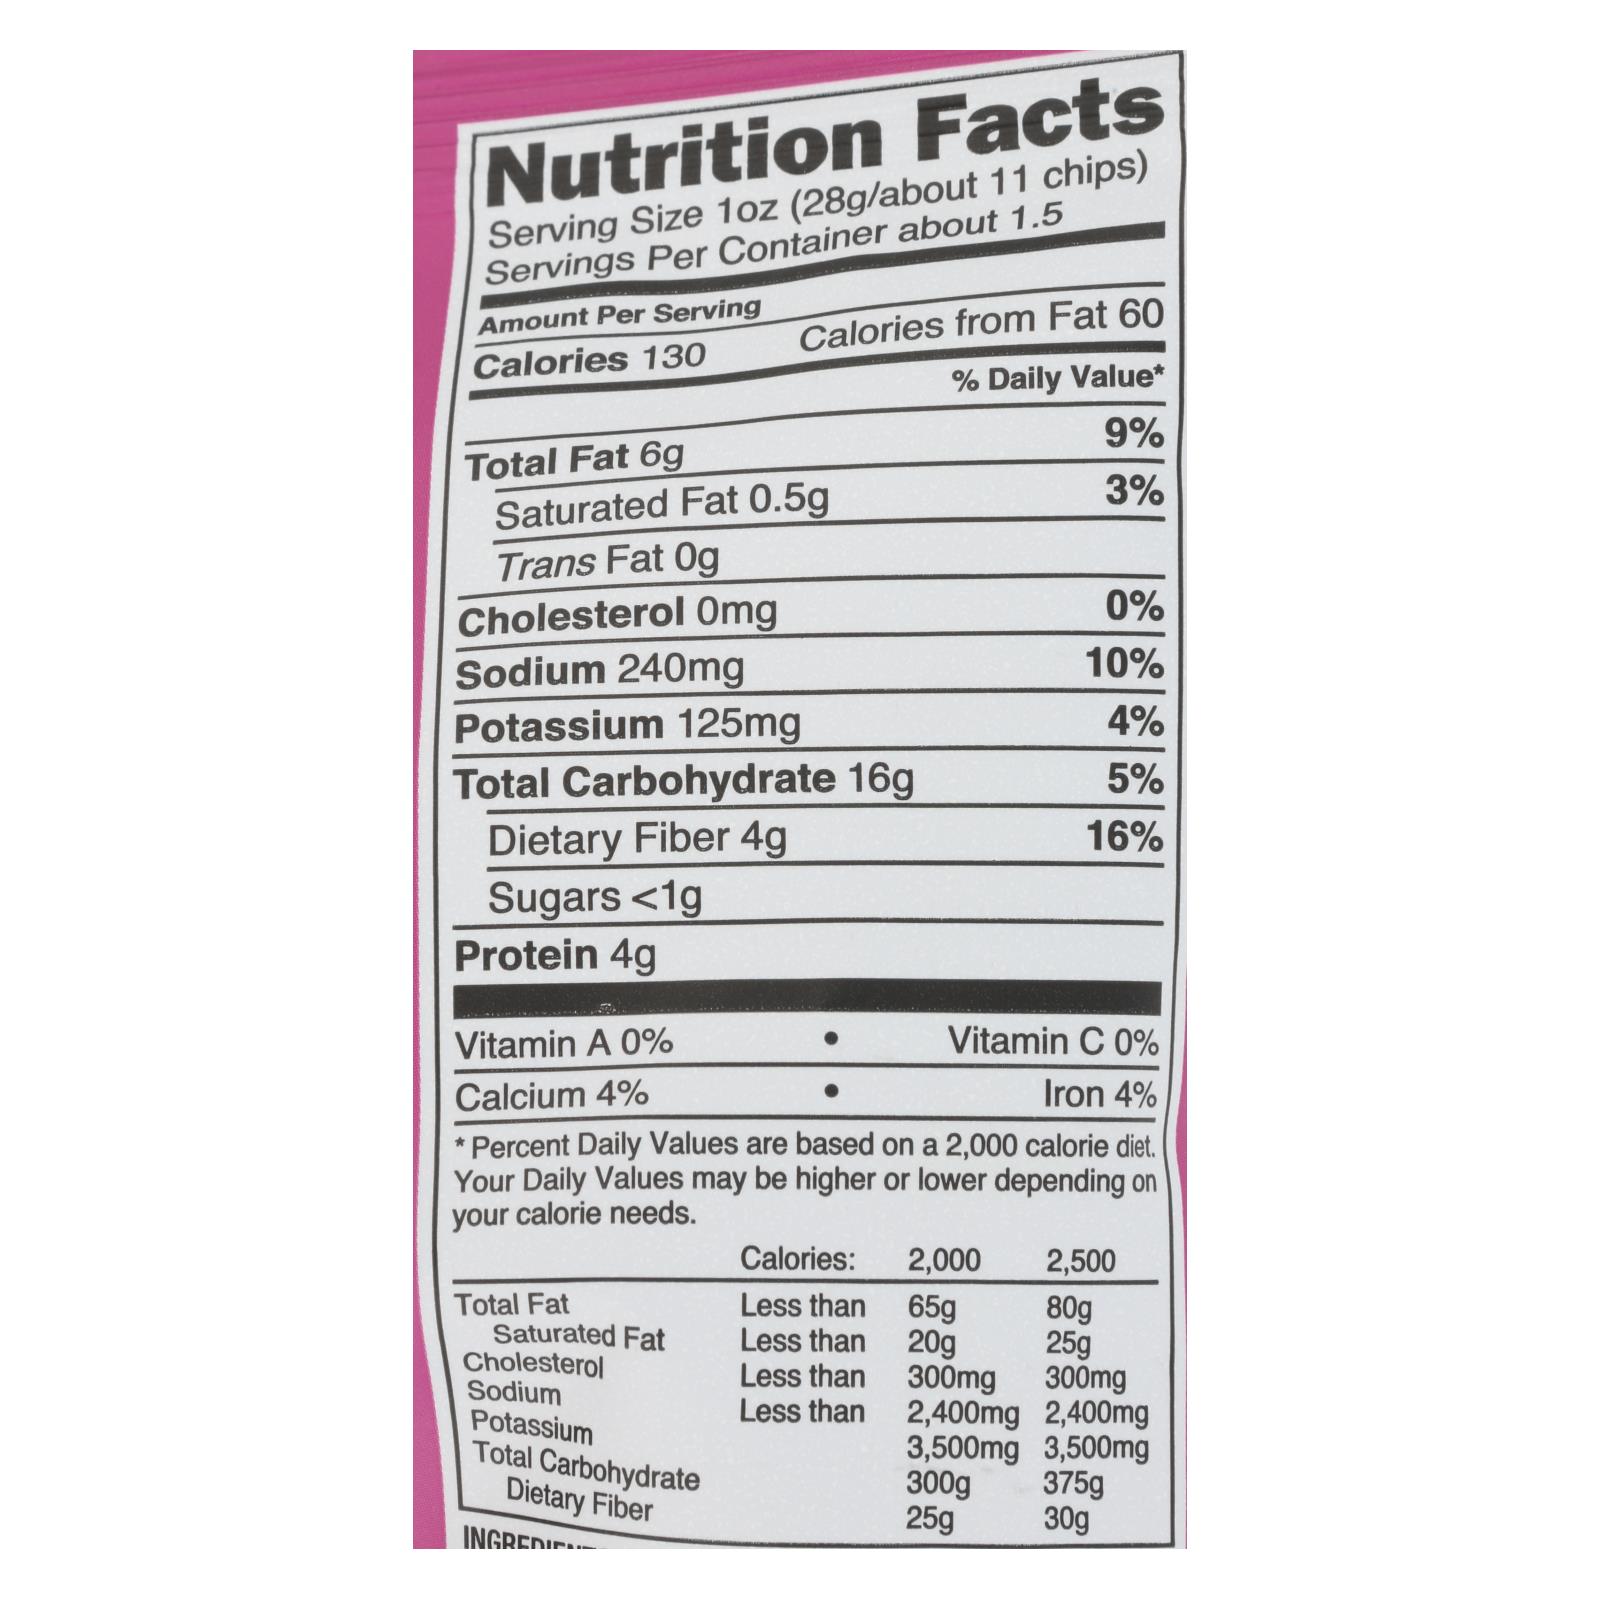 Nutrition Facts
Serving Size 1oz (28g/about 11 chips)
Servings Per Container about 1.5
Amount Per Serving
Calories 130 Calories from Fat 60
% Daily Value*
Total Fat 6g 9%
Saturated Fat 0.5g 3%
Trans Fat 0g
Cholesterol 0mg 0%
Sodium 240mg 10%
Potassium 125mg 4%
Total Carbohydrate 16g 5%
Dietary Fiber 4g 16%
Sugars <1g
Protein 4g
Vitamin A 0% • Vitamin C 0%
Calcium 4% • Iron 4%
* Percent Daily Values are based on a 2,000 calorie diet.
Your Daily Values may be higher or lower depending on
your calorie needs.
Calories: 2,000 2,500
Total Fat Less than 65g 80g
Saturated Fat Less than 20g 25g
Cholesterol Less than 300mg 300mg
Sodium Less than 2,400mg 2,400mg
Potassium 3,500mg 3,500mg
Total Carbohydrate 300g 375g
Dietary Fiber 25g 30g